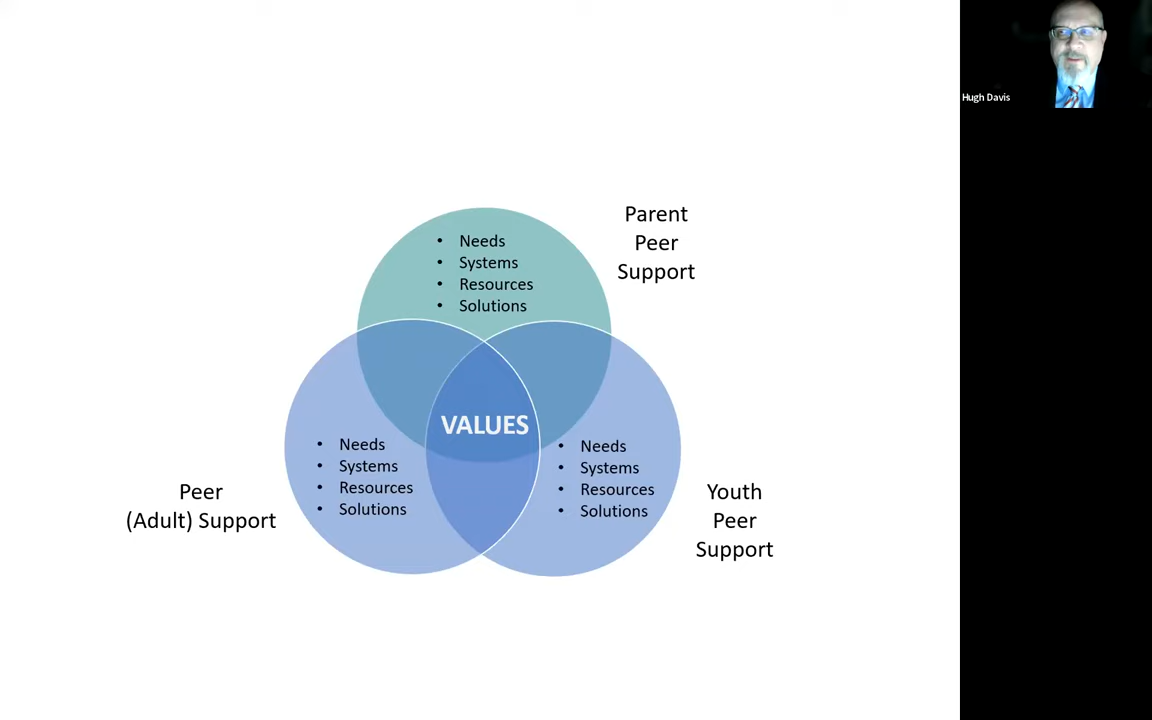 Parent
Peer
Support
• Needs
• Systems
• Resources
• Solutions
VALUES
Peer
(Adult) Support
• Needs
• Systems
• Resources
• Solutions
• Needs
• Systems
• Resources
• Solutions
Youth
Peer
Support
Hugh Davis